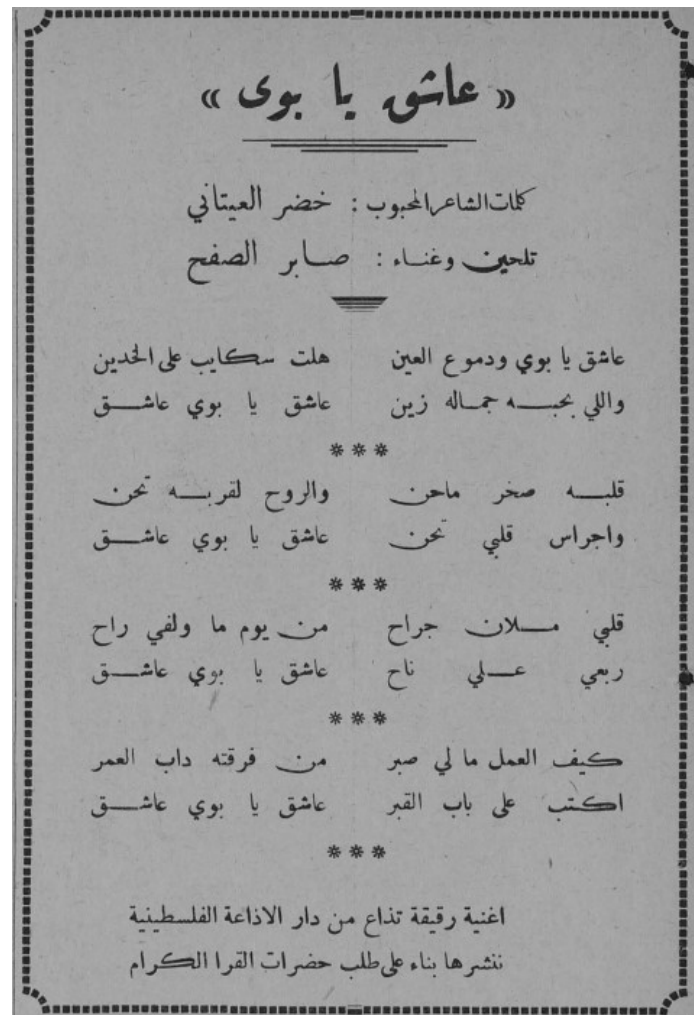 « عاشق يا بوى »
كلمات الشاعر المحبوب : خضر العيتاني
تلحين وغناء : صابر الصفح
عاشق يا بوي ودموع العين هلت سكايب على الخدين
واللي بحبه جماله زين عاشق يا بوي عاشق
***
قلبه صخر ماحن والروح لقربه تحن
واجراس قلبي تحن عاشق يا بوي عاشق
***
قلبي ملان جراح من يوم ما ولفي راح
ربعي علي ناح عاشق يا بوي عاشق
***
كيف العمل ما لي صبر من فرقته داب العمر
اكتب على باب القبر عاشق يا بوي عاشق
***
اغنية رقيقة تذاع من دار الاذاعة الفلسطينية
ننشرها بناء على طلب حضرات القرا الكرام